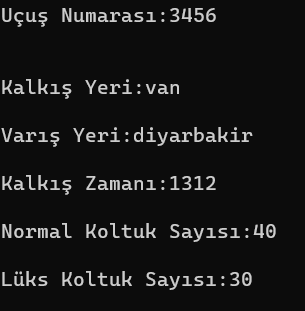 Uçuş Numarası:3456
Kalkış Yeri:van
Varış Yeri:diyarbakir
Kalkış Zamanı:1312
Normal Koltuk Sayısı:40
Lüks Koltuk Sayısı:30